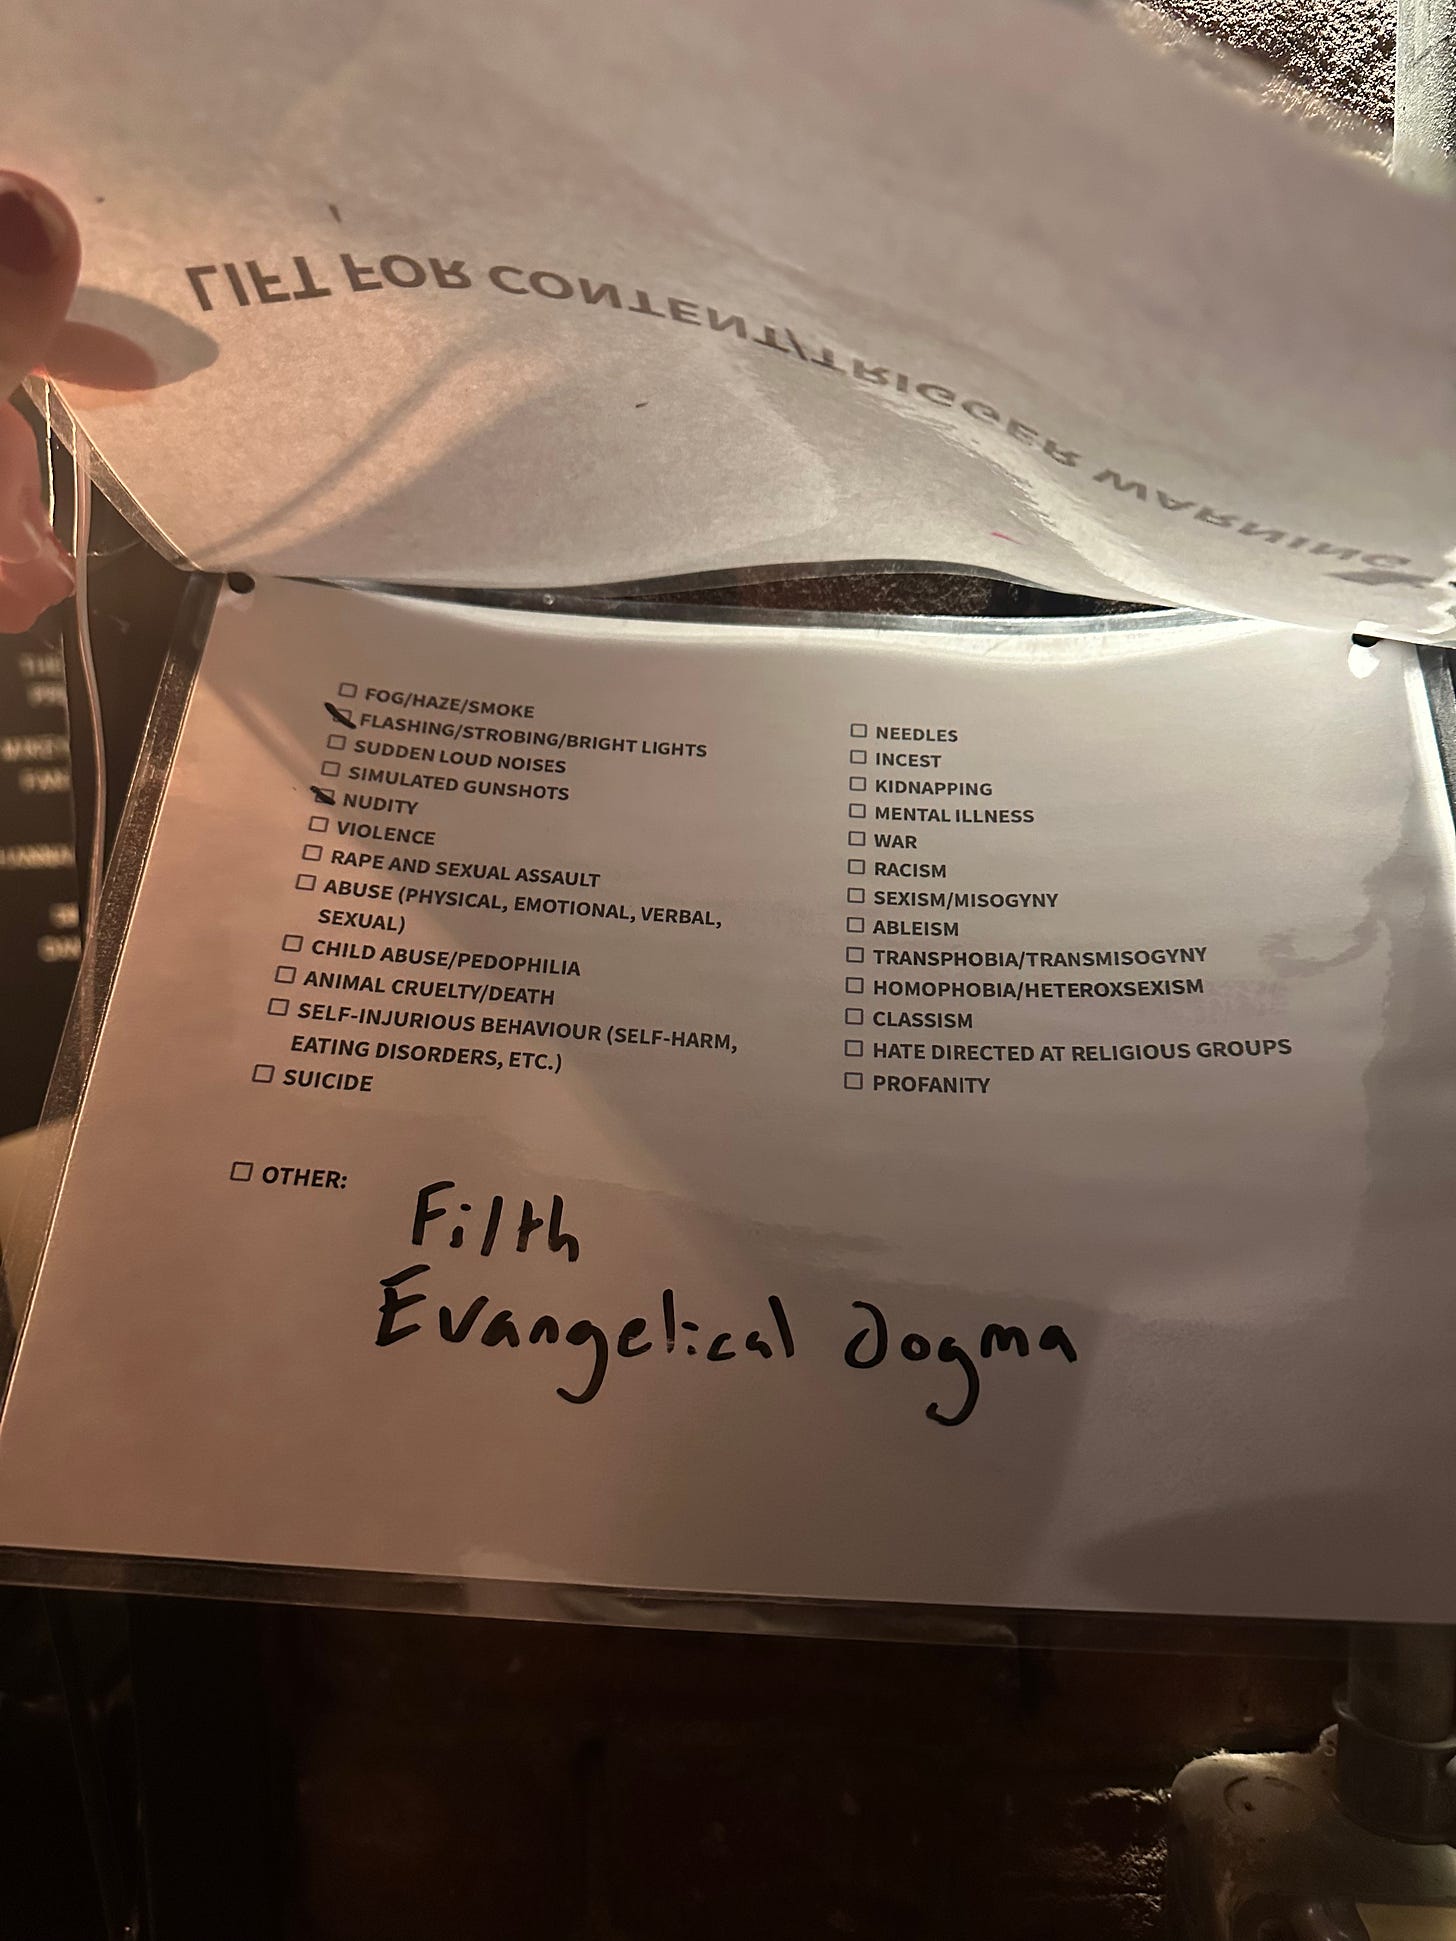 LIFT FOR CONTENT/TRIGGER WARNING
☐ FOG/HAZE/SMOKE
☑ FLASHING/STROBING/BRIGHT LIGHTS
☐ SUDDEN LOUD NOISES
☐ SIMULATED GUNSHOTS
☑ NUDITY
☐ VIOLENCE
☐ RAPE AND SEXUAL ASSAULT
☐ ABUSE (PHYSICAL, EMOTIONAL, VERBAL,
SEXUAL)
☐ CHILD ABUSE/PEDOPHILIA
☐ ANIMAL CRUELTY/DEATH
☐ SELF-INJURIOUS BEHAVIOUR (SELF-HARM,
EATING DISORDERS, ETC.)
☐ SUICIDE
☐ NEEDLES
☐ INCEST
☐ KIDNAPPING
☐ MENTAL ILLNESS
☐ WAR
☐ RACISM
☐ SEXISM/MISOGYNY
☐ ABLEISM
☐ TRANSPHOBIA/TRANSMISOGYNY
☐ HOMOPHOBIA/HETEROXSEXISM
☐ CLASSISM
☐ HATE DIRECTED AT RELIGIOUS GROUPS
☐ PROFANITY
☐ OTHER:
Filth
Evangelical dogma